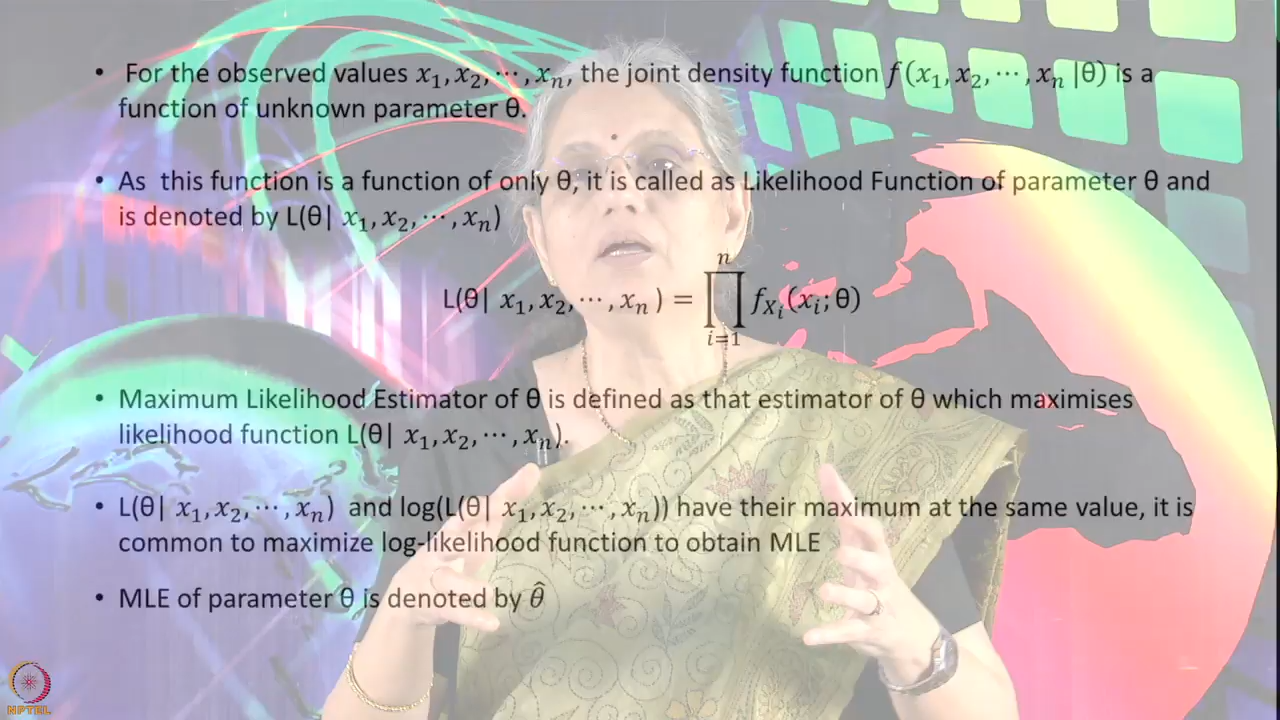 • For the observed values x₁, x₂, ⋯ , xₙ, the joint density function f(x₁, x₂, ⋯ , xₙ |θ) is a
function of unknown parameter θ.
• As this function is a function of only θ, it is called as Likelihood Function of parameter θ and
is denoted by L(θ| x₁, x₂, ⋯ , xₙ)
L(θ| x₁, x₂, ⋯ , xₙ ) = ∏ᵢ₌₁ⁿ f_{Xᵢ}(xᵢ; θ)
• Maximum Likelihood Estimator of θ is defined as that estimator of θ which maximises
likelihood function L(θ| x₁, x₂, ⋯ , xₙ).
• L(θ| x₁, x₂, ⋯ , xₙ) and log(L(θ| x₁, x₂, ⋯ , xₙ)) have their maximum at the same value, it is
common to maximize log-likelihood function to obtain MLE
• MLE of parameter θ is denoted by θ̂
NPTEL